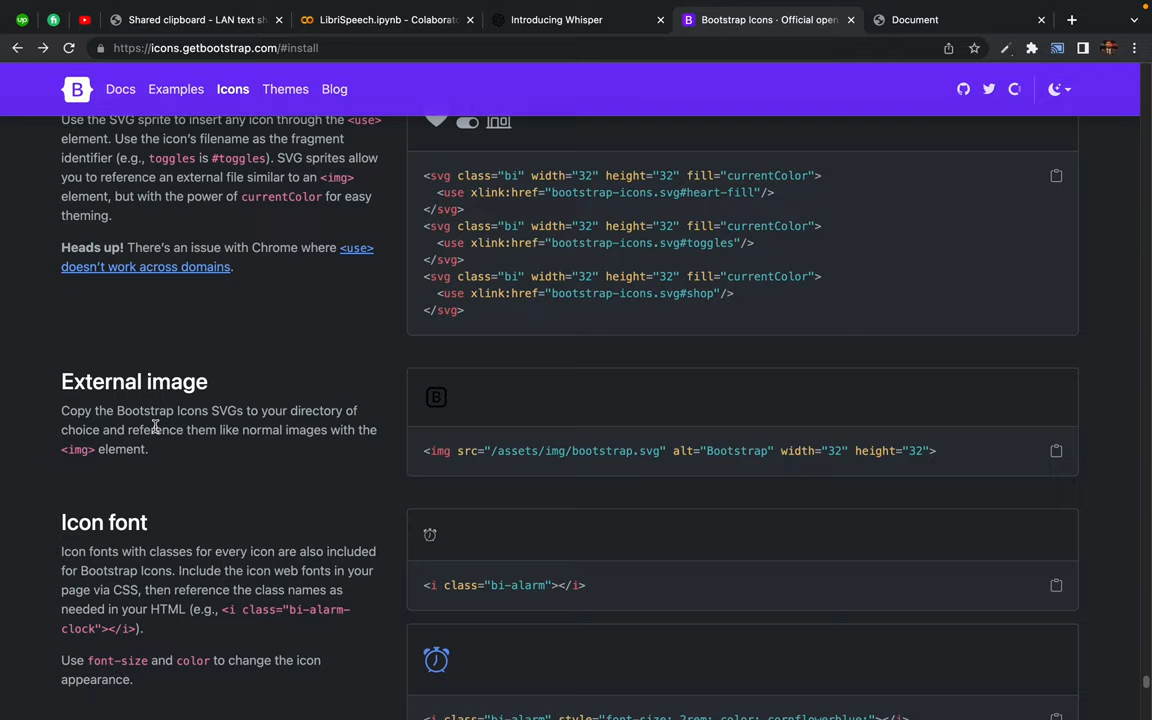 Shared clipboard - LAN text sh
LibriSpeech.ipynb - Colaborato
Introducing Whisper
Bootstrap Icons · Official open
Document
https://icons.getbootstrap.com/#install
B
Docs
Examples
Icons
Themes
Blog
Use the SVG sprite to insert any icon through the <use>
element. Use the icon's filename as the fragment
identifier (e.g., toggles is #toggles). SVG sprites allow
you to reference an external file similar to an <img>
element, but with the power of currentColor for easy
theming.
Heads up! There's an issue with Chrome where <use>
doesn't work across domains.
<svg class="bi" width="32" height="32" fill="currentColor">
<use xlink:href="bootstrap-icons.svg#heart-fill"/>
</svg>
<svg class="bi" width="32" height="32" fill="currentColor">
<use xlink:href="bootstrap-icons.svg#toggles"/>
</svg>
<svg class="bi" width="32" height="32" fill="currentColor">
<use xlink:href="bootstrap-icons.svg#shop"/>
</svg>
External image
Copy the Bootstrap Icons SVGs to your directory of
choice and reference them like normal images with the
<img> element.
B
<img src="/assets/img/bootstrap.svg" alt="Bootstrap" width="32" height="32">
Icon font
Icon fonts with classes for every icon are also included
for Bootstrap Icons. Include the icon web fonts in your
page via CSS, then reference the class names as
needed in your HTML (e.g., <i class="bi-alarm-
clock"></i>).
Use font-size and color to change the icon
appearance.
<i class="bi-alarm"></i>
<i class="bi-alarm" style="font-size: 2rem; color: cornflowerblue;"></i>